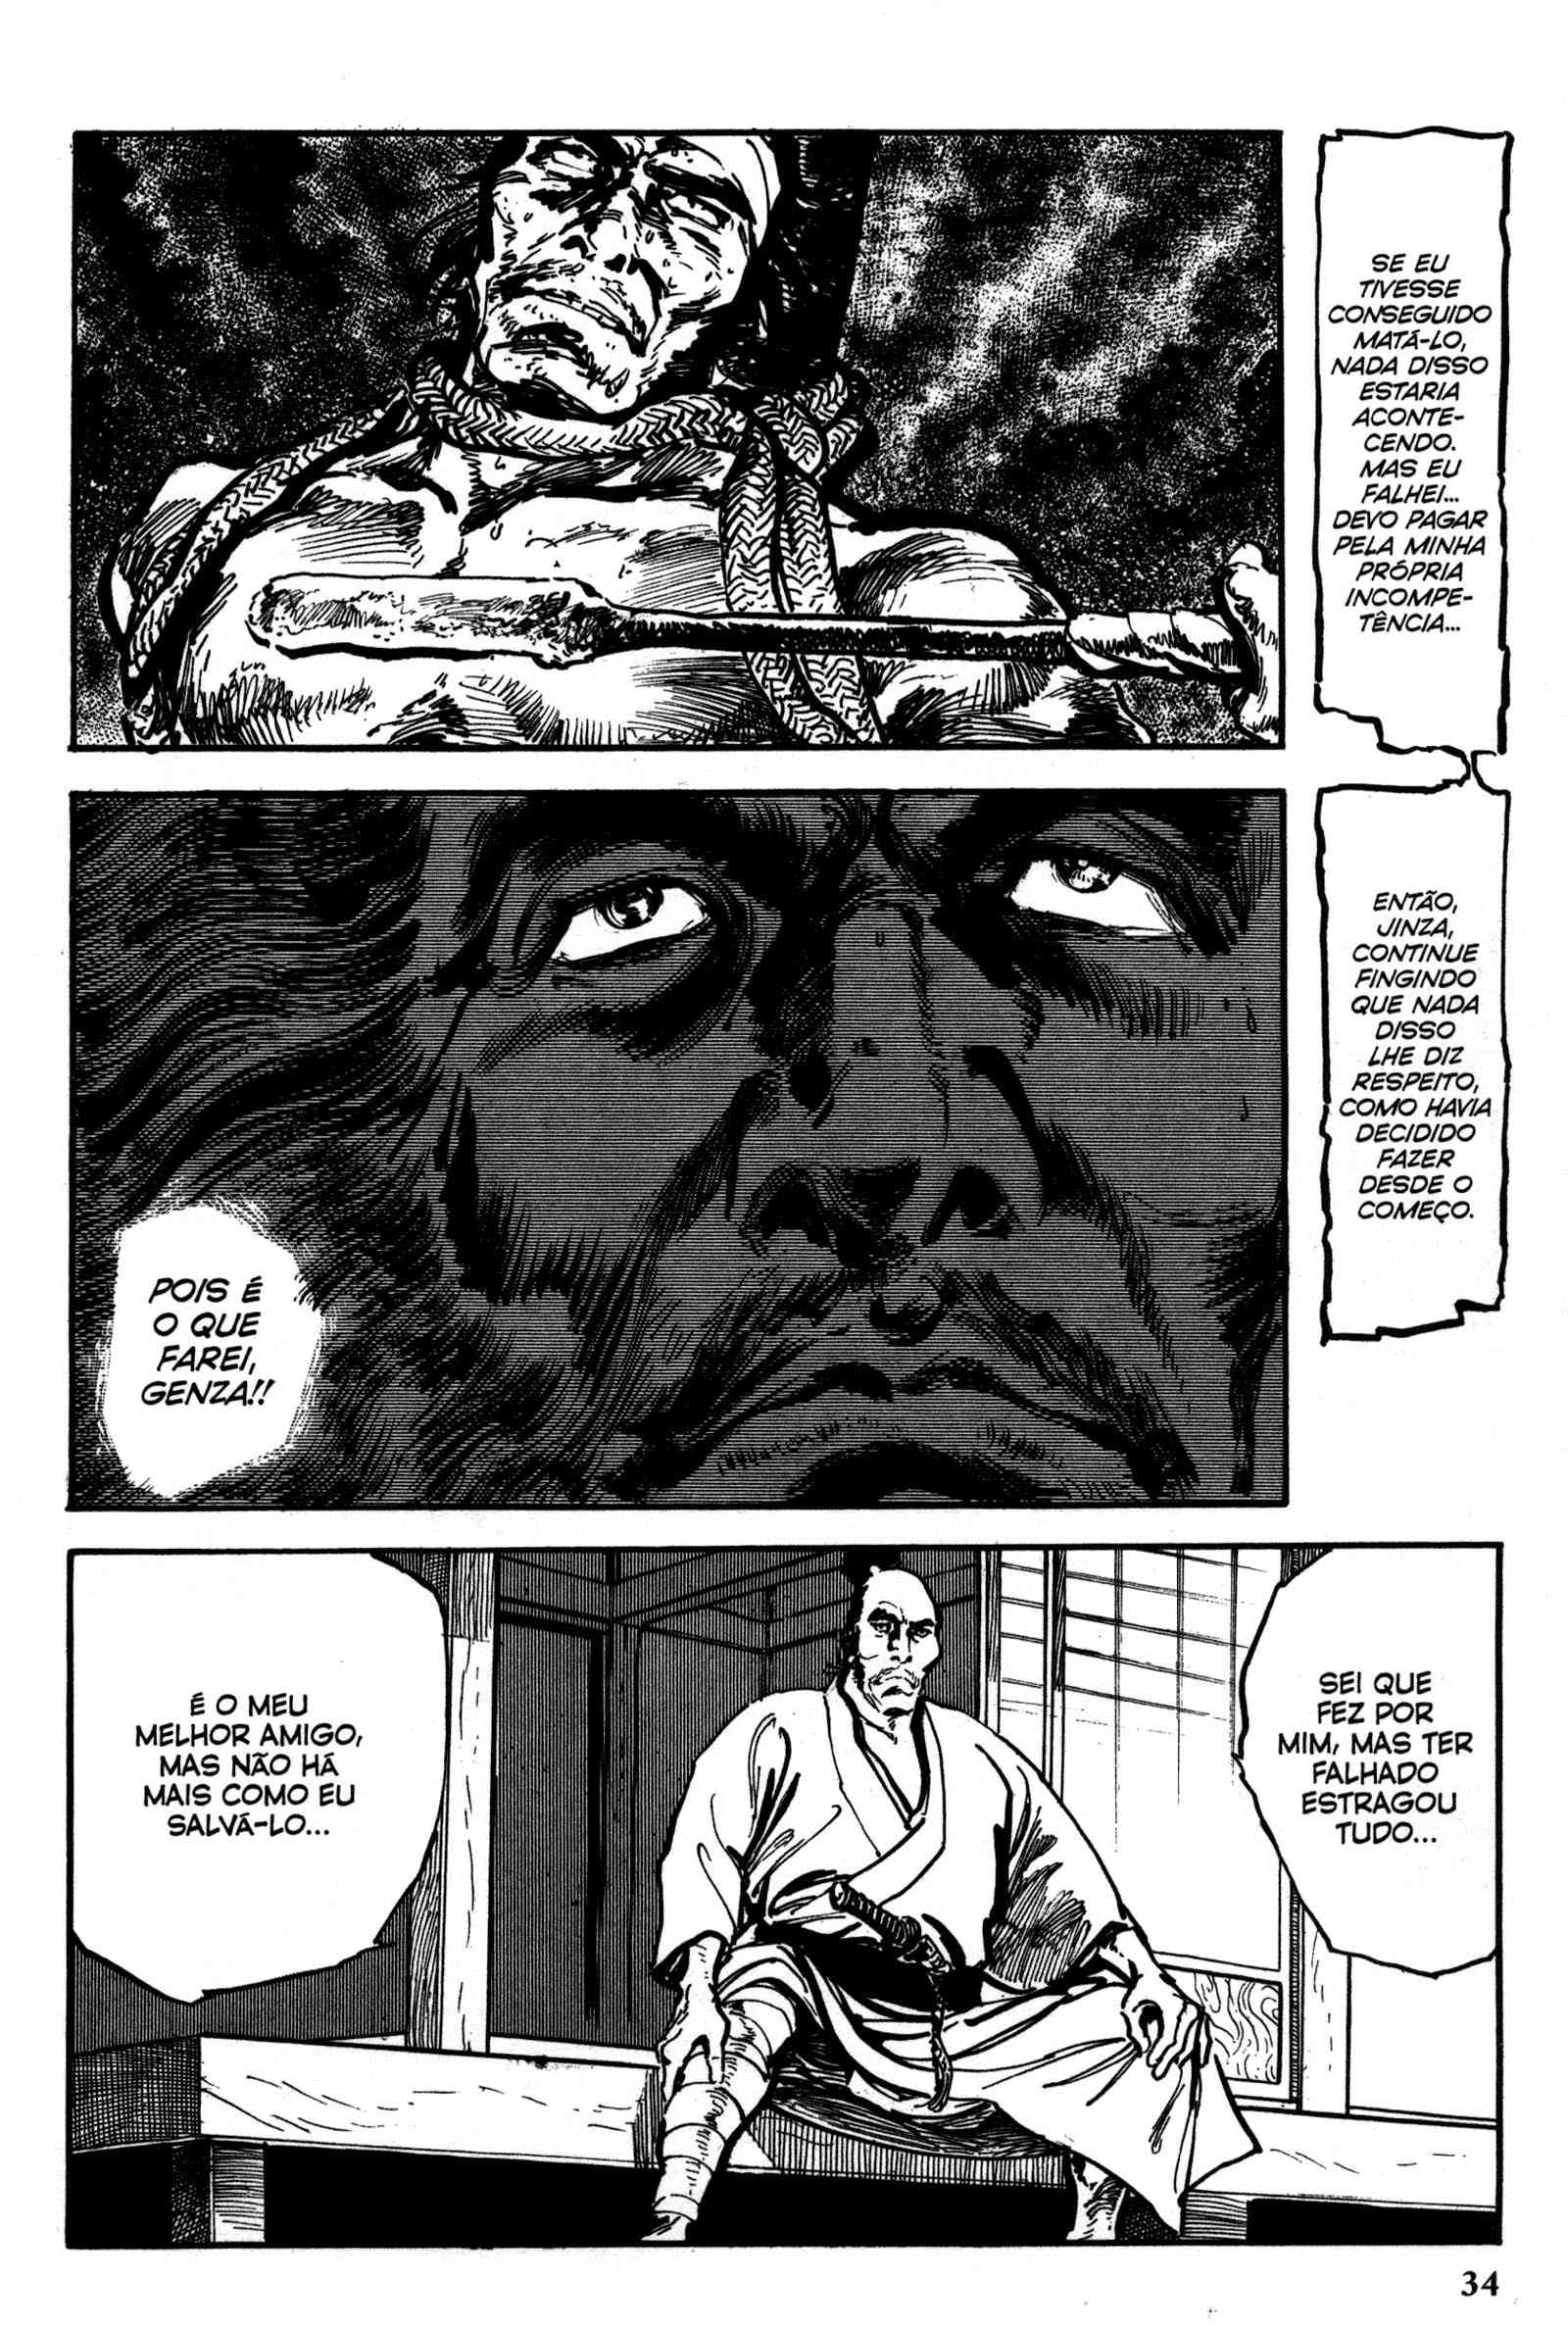 SE EU
TIVESSE
CONSEGUIDO
MATÁ-LO,
NADA DISSO
ESTARIA
ACONTE-
CENDO.
MAS EU
FALHEI...
DEVO PAGAR
PELA MINHA
PRÓPRIA
INCOMPE-
TÊNCIA...
ENTÃO,
JINZA,
CONTINUE
FINGINDO
QUE NADA
DISSO
LHE DIZ
RESPEITO,
COMO HAVIA
DECIDIDO
FAZER
DESDE O
COMEÇO.
POIS É
O QUE
FAREI,
GENZA!!
SEI QUE
FEZ POR
MIM, MAS TER
FALHADO
ESTRAGOU
TUDO...
É O MEU
MELHOR AMIGO,
MAS NÃO HÁ
MAIS COMO EU
SALVÁ-LO...
34